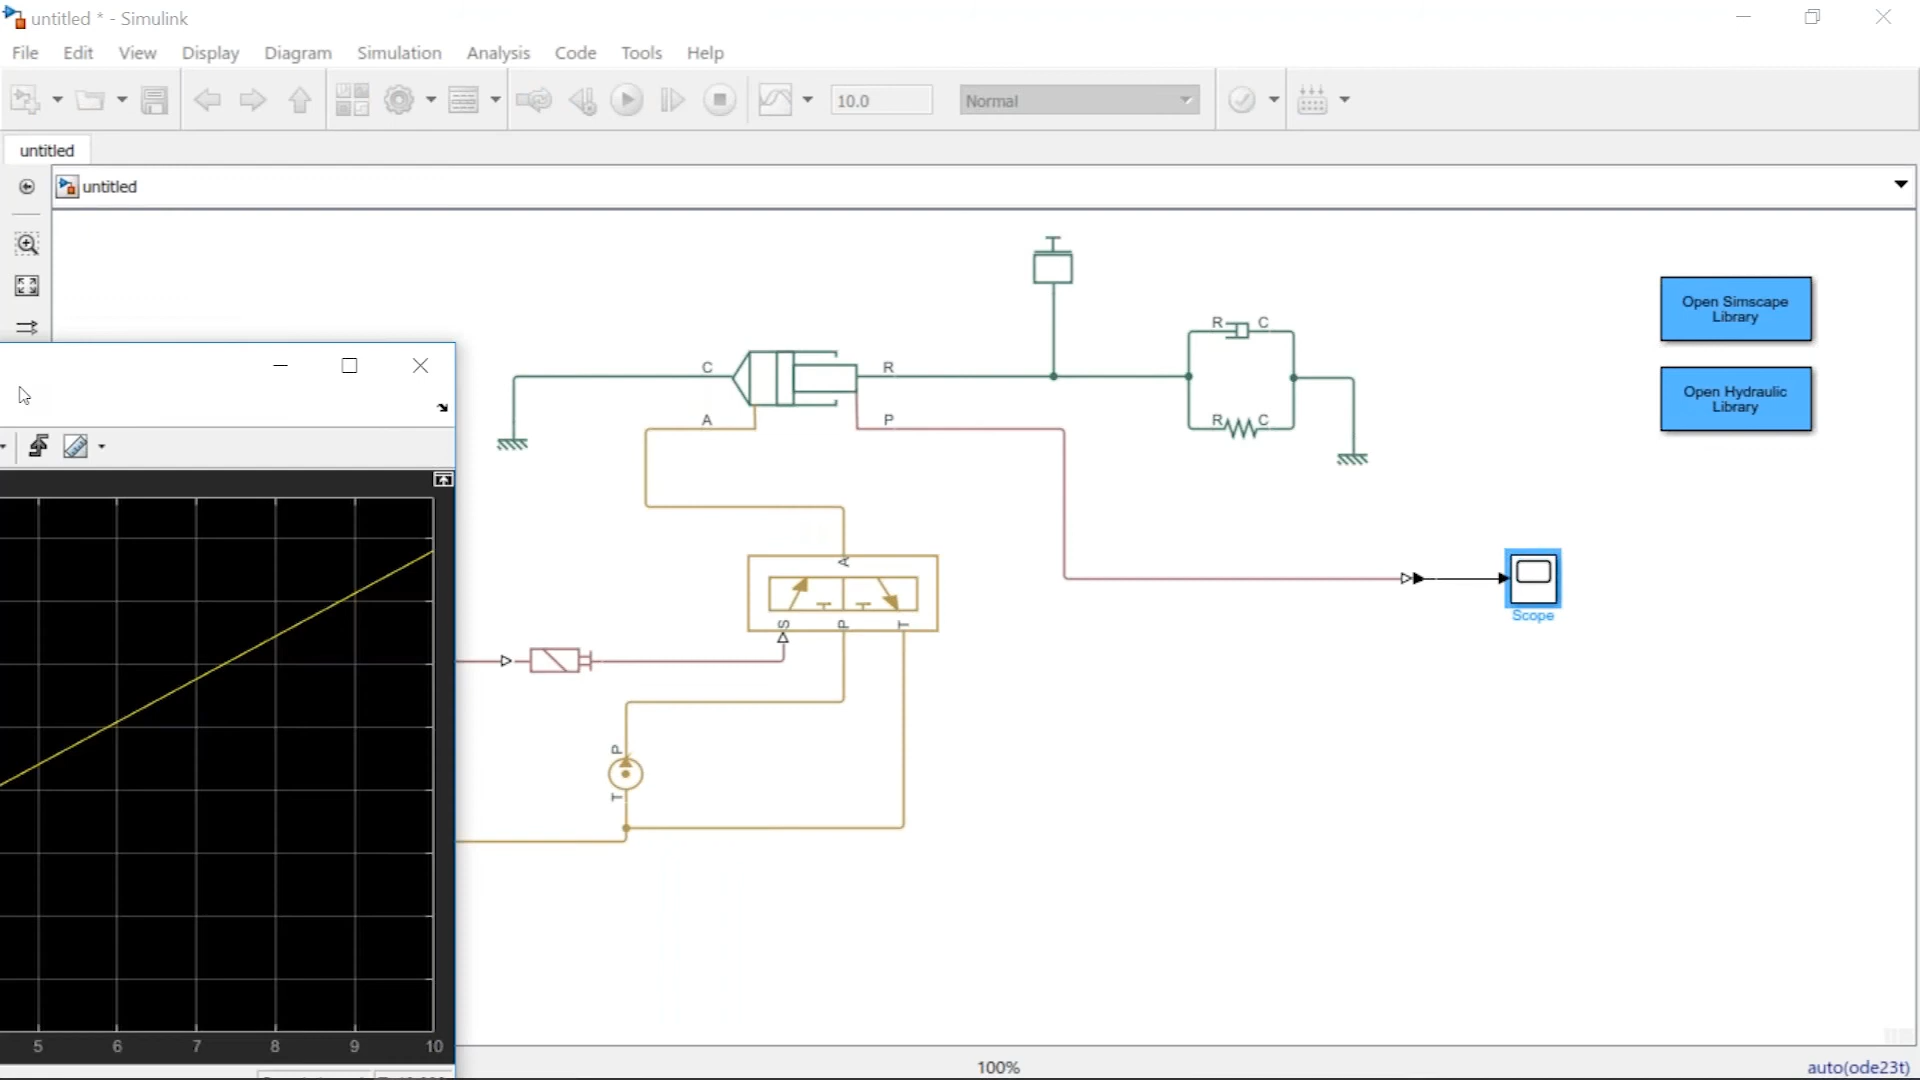 untitled * - Simulink
File Edit View Display Diagram Simulation Analysis Code Tools Help
10.0
Normal
untitled
untitled
Open Simscape
Library
R C
C
R
Open Hydraulic
Library
A
P
R C
A
S
P
T
Scope
P
T
5 6 7 8 9 10
100%
auto(ode23t)